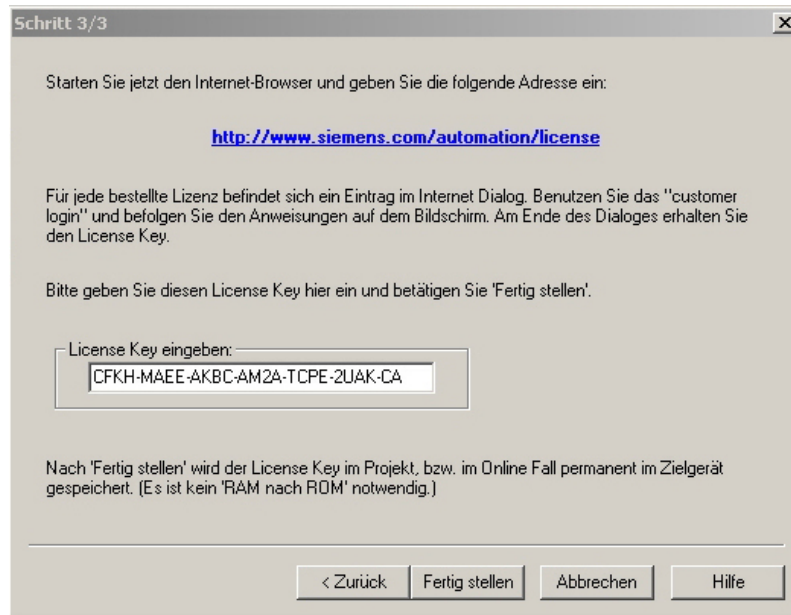 Schritt 3/3
Starten Sie jetzt den Internet-Browser und geben Sie die folgende Adresse ein:
http://www.siemens.com/automation/license
Für jede bestellte Lizenz befindet sich ein Eintrag im Internet Dialog. Benutzen Sie das "customer
login" und befolgen Sie den Anweisungen auf dem Bildschirm. Am Ende des Dialoges erhalten Sie
den License Key.
Bitte geben Sie diesen License Key hier ein und betätigen Sie 'Fertig stellen'.
License Key eingeben:
CFKH-MAEE-AKBC-AM2A-TCPE-2UAK-CA
Nach 'Fertig stellen' wird der License Key im Projekt, bzw. im Online Fall permanent im Zielgerät
gespeichert. (Es ist kein 'RAM nach ROM' notwendig.)
< Zurück Fertig stellen Abbrechen Hilfe